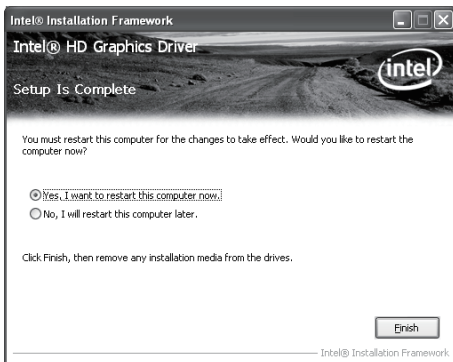 Intel® Installation Framework
Intel® HD Graphics Driver
intel
Setup Is Complete
You must restart this computer for the changes to take effect. Would you like to restart the
computer now?
Yes, I want to restart this computer now.
No, I will restart this computer later.
Click Finish, then remove any installation media from the drives.
Finish
Intel® Installation Framework